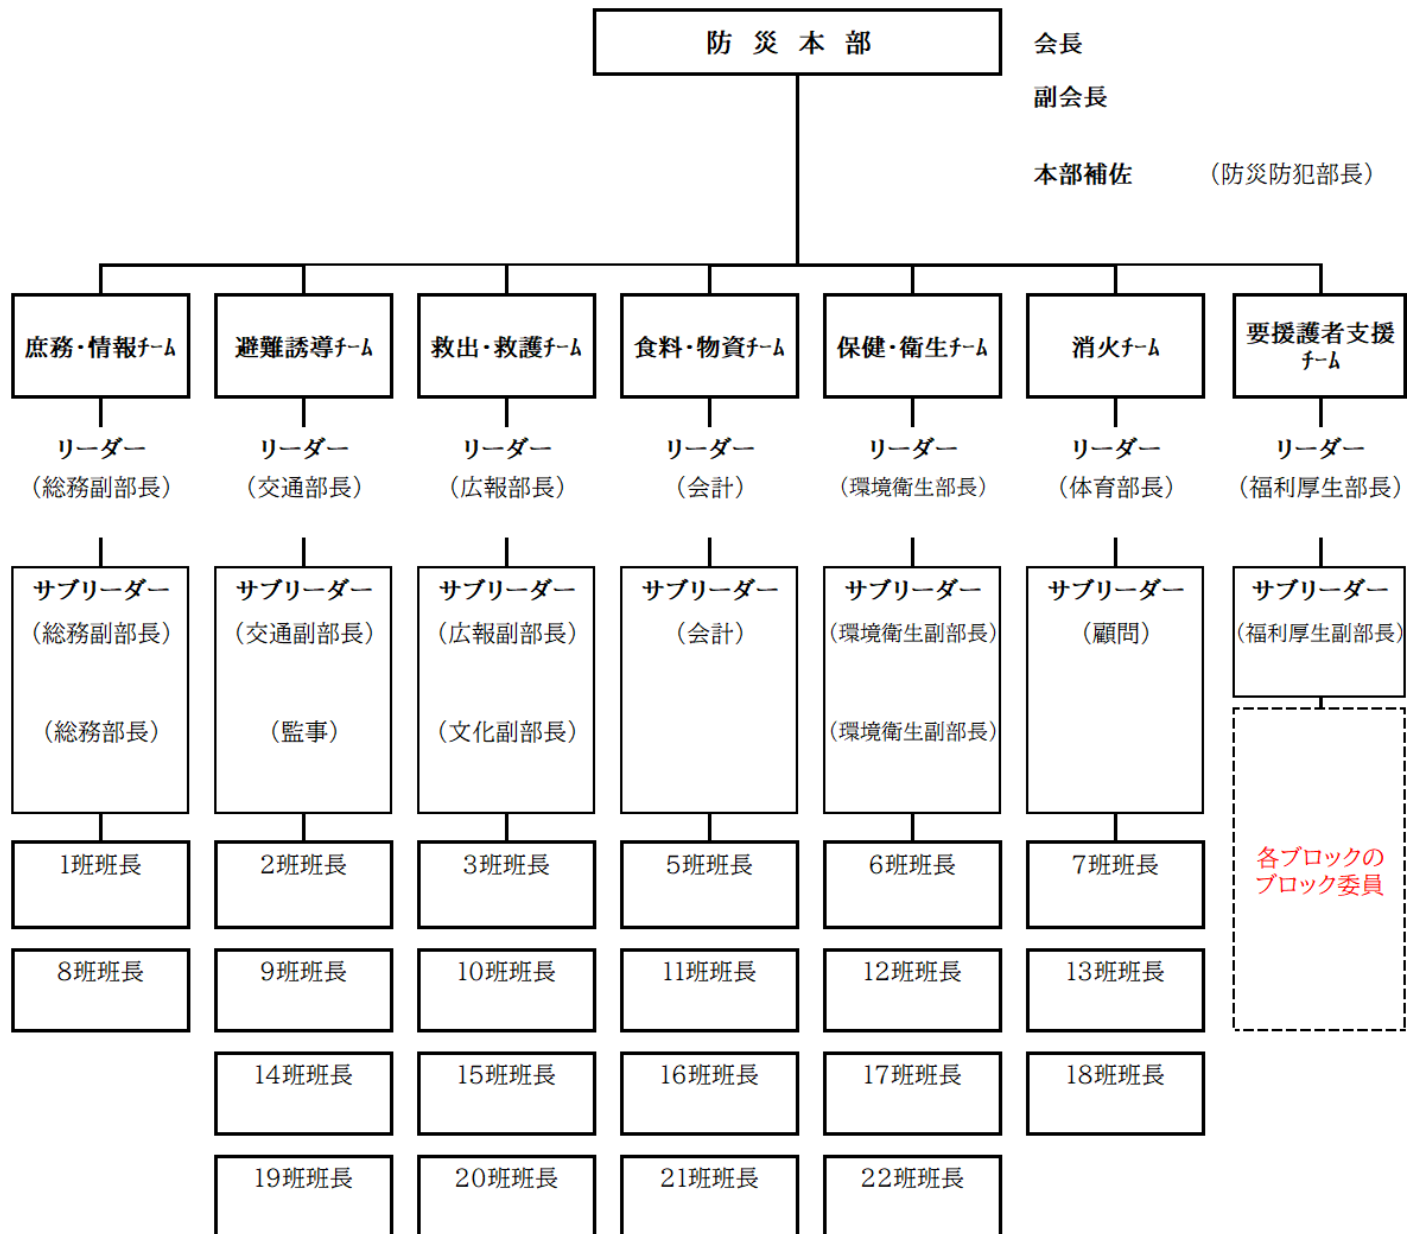 防 災 本 部
会長
副会長
本部補佐 （防災防犯部長）
庶務・情報ﾁｰﾑ
避難誘導ﾁｰﾑ
救出・救護ﾁｰﾑ
食料・物資ﾁｰﾑ
保健・衛生ﾁｰﾑ
消火ﾁｰﾑ
要援護者支援
ﾁｰﾑ
リーダー
（総務副部長）
リーダー
（交通部長）
リーダー
（広報部長）
リーダー
（会計）
リーダー
（環境衛生部長）
リーダー
（体育部長）
リーダー
（福利厚生部長）
サブリーダー
（総務副部長）
（総務部長）
サブリーダー
（交通副部長）
（監事）
サブリーダー
（広報副部長）
（文化副部長）
サブリーダー
（会計）
サブリーダー
（環境衛生副部長）
（環境衛生副部長）
サブリーダー
（顧問）
サブリーダー
（福利厚生副部長）
1班班長
2班班長
3班班長
5班班長
6班班長
7班班長
各ブロックの
ブロック委員
8班班長
9班班長
10班班長
11班班長
12班班長
13班班長
14班班長
15班班長
16班班長
17班班長
18班班長
19班班長
20班班長
21班班長
22班班長